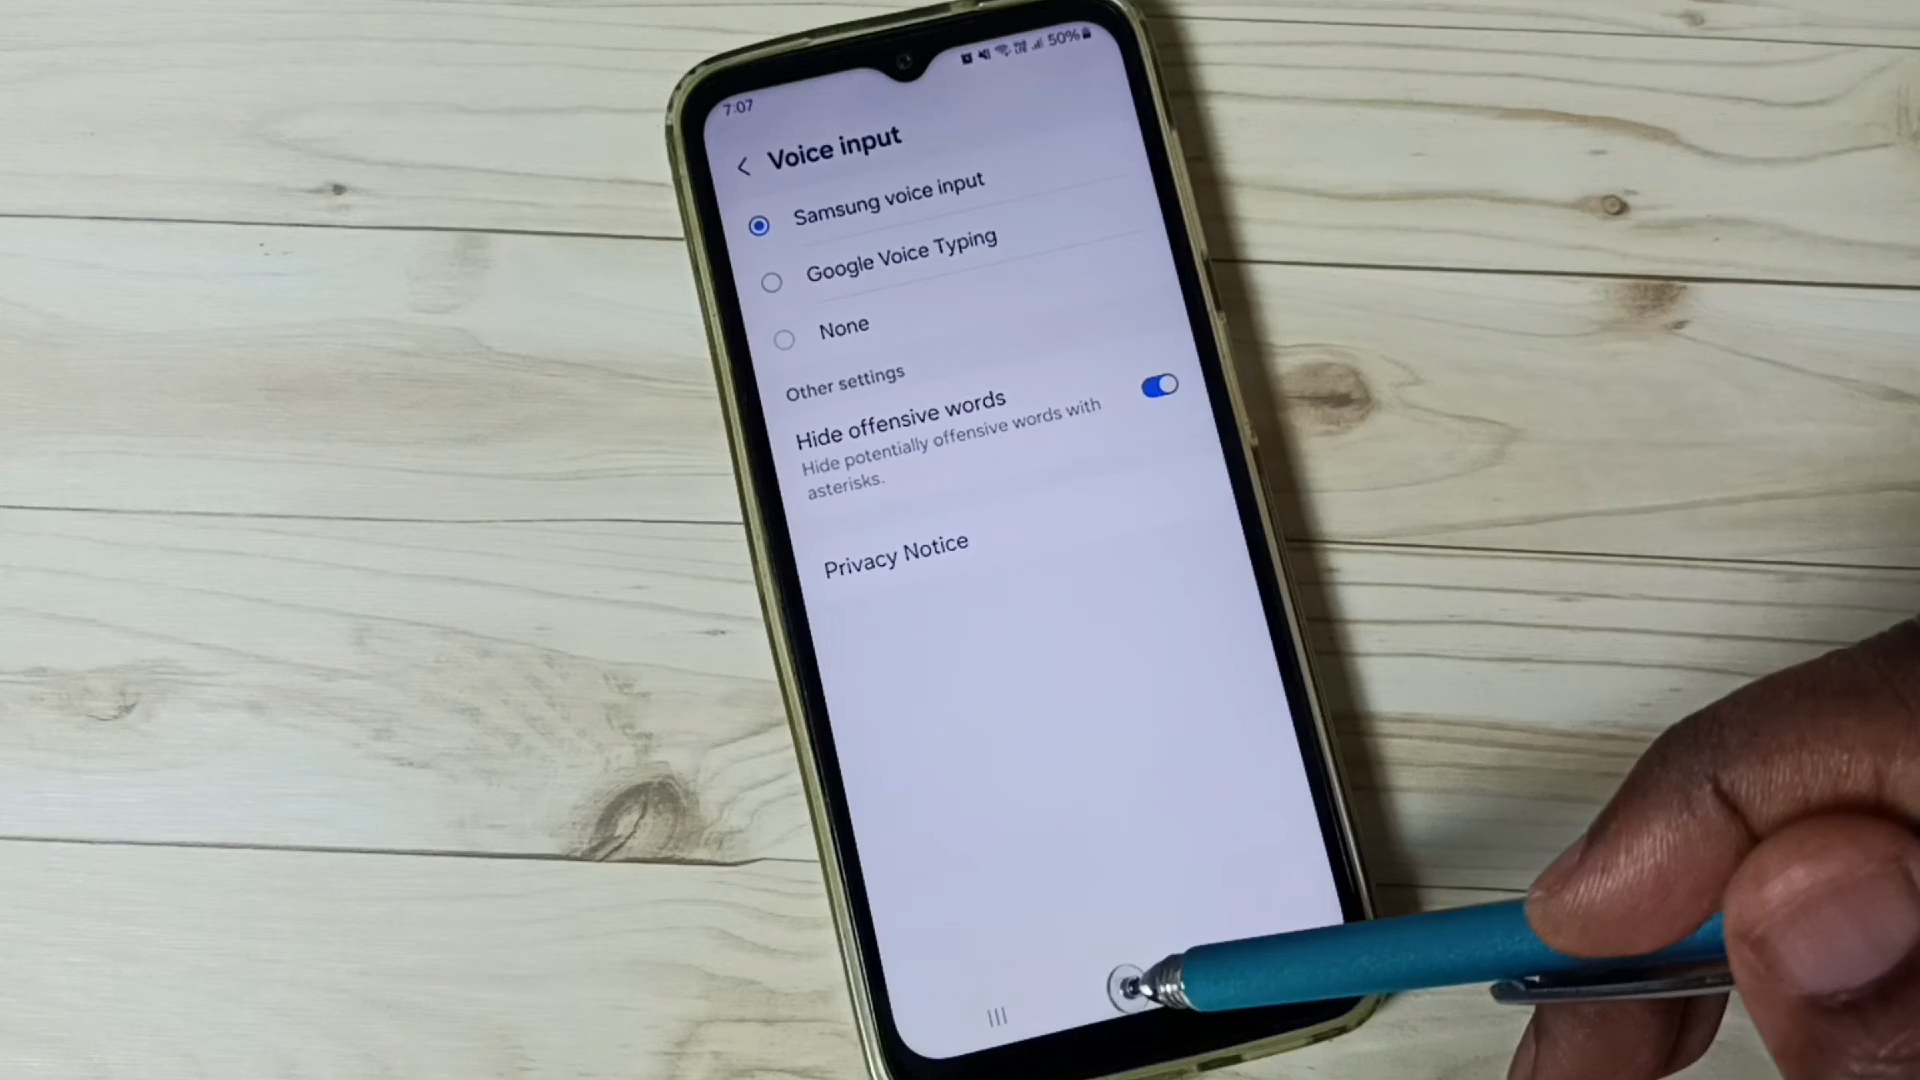 7:07
50%
Voice input
Samsung voice input
Google Voice Typing
None
Other settings
Hide offensive words
Hide potentially offensive words with
asterisks.
Privacy Notice